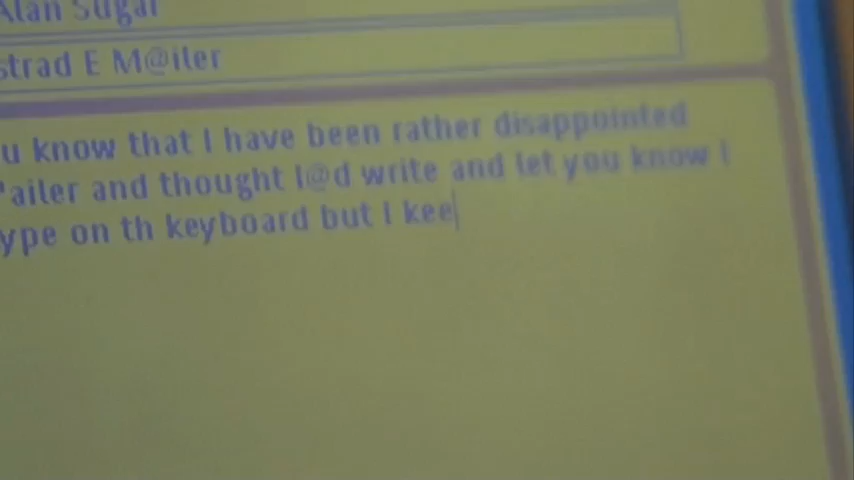 Alan Sugar
strad E M@iler
u know that I have been rather disappointed
"ailer and thought I@d write and let you know I
ype on th keyboard but I kee